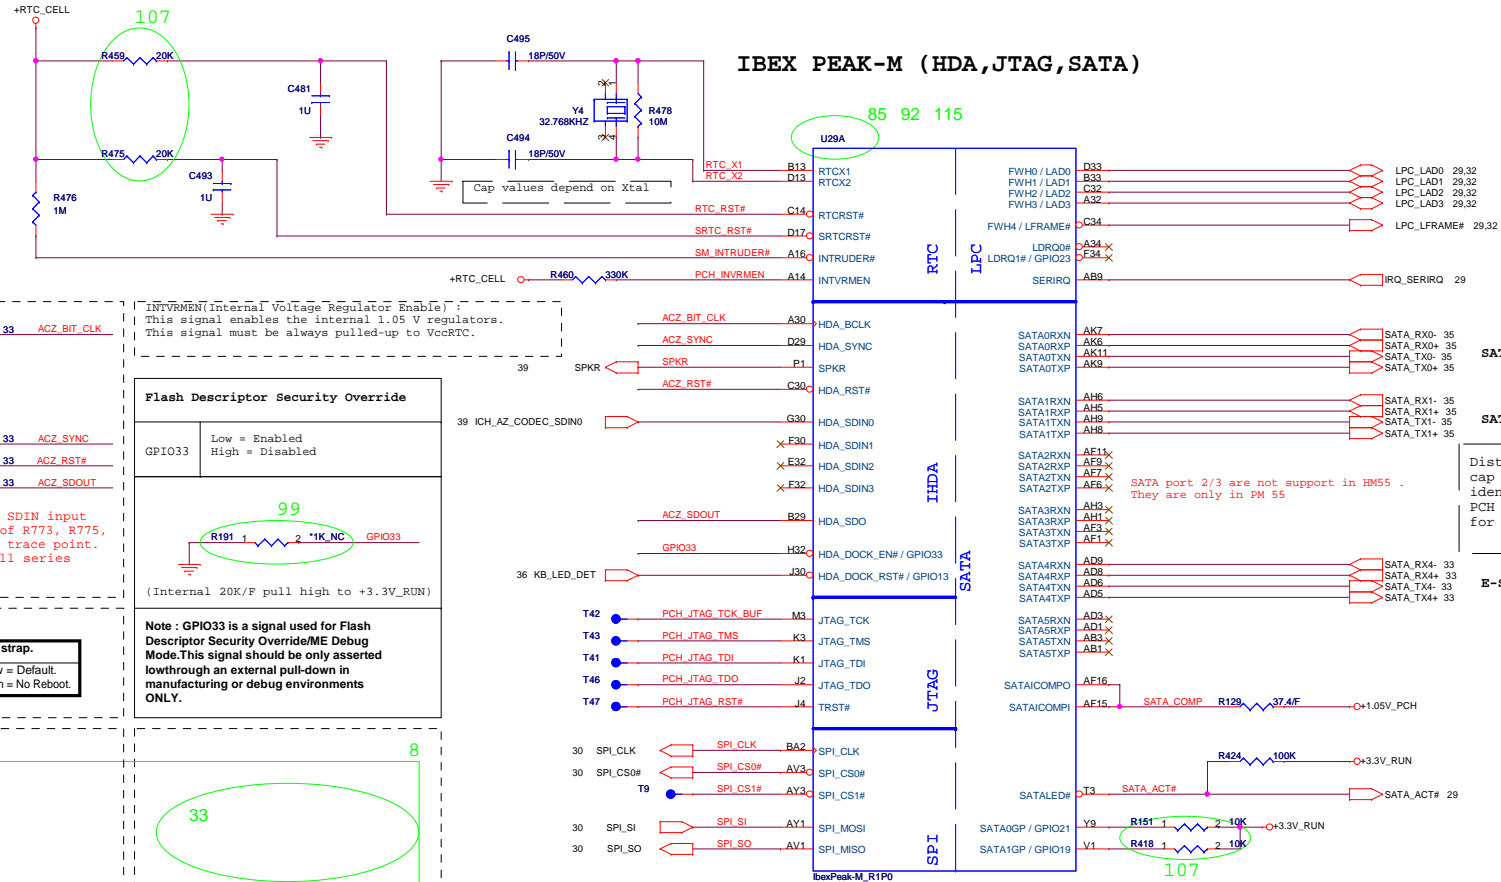 +RTC_CELL
107
R459 20K
C481
1U
R475 20K
C493
1U
R476
1M
C495
18P/50V
Y4
32.768KHZ
2 1
3 4
R478
10M
C494
18P/50V
Cap values depend on Xtal
IBEX PEAK-M (HDA,JTAG,SATA)
85 92 115
U29A
RTC_X1 B13 RTCX1
RTC_X2 D13 RTCX2
RTC_RST# C14 RTCRST#
SRTC_RST# D17 SRTCRST#
SM_INTRUDER# A16 INTRUDER#
+RTC_CELL R460 330K PCH_INVRMEN A14 INTVRMEN
RTC
LPC
FWH0 / LAD0 D33 LPC_LAD0 29,32
FWH1 / LAD1 B33 LPC_LAD1 29,32
FWH2 / LAD2 C32 LPC_LAD2 29,32
FWH3 / LAD3 A32 LPC_LAD3 29,32
FWH4 / LFRAME# C34 LPC_LFRAME# 29,32
LDRQ0# A34
LDRQ1# / GPIO23 F34
SERIRQ AB9 IRQ_SERIRQ 29
33 ACZ_BIT_CLK
INTVRMEN(Internal Voltage Regulator Enable) :
This signal enables the internal 1.05 V regulators.
This signal must be always pulled-up to VccRTC.
ACZ_BIT_CLK A30 HDA_BCLK
ACZ_SYNC D29 HDA_SYNC
39 SPKR SPKR P1 SPKR
ACZ_RST# C30 HDA_RST#
39 ICH_AZ_CODEC_SDIN0 G30 HDA_SDIN0
F30 HDA_SDIN1
E32 HDA_SDIN2
F32 HDA_SDIN3
ACZ_SDOUT B29 HDA_SDO
GPIO33 H32 HDA_DOCK_EN# / GPIO33
36 KB_LED_DET J30 HDA_DOCK_RST# / GPIO13
IHDA
SATA
SATA0RXN AK7 SATA_RX0- 35
SATA0RXP AK6 SATA_RX0+ 35
SATA0TXN AK11 SATA_TX0- 35
SATA0TXP AK9 SATA_TX0+ 35
SAT
SATA1RXN AH6 SATA_RX1- 35
SATA1RXP AH5 SATA_RX1+ 35
SATA1TXN AH9 SATA_TX1- 35
SATA1TXP AH8 SATA_TX1+ 35
SAT
SATA2RXN AF11
SATA2RXP AF9
SATA2TXN AF7
SATA2TXP AF6
SATA port 2/3 are not support in HM55 .
They are only in PM 55
SATA3RXN AH3
SATA3RXP AH1
SATA3TXN AF3
SATA3TXP AF1
Dist
cap
iden
PCH
for
SATA4RXN AD9 SATA_RX4- 33
SATA4RXP AD8 SATA_RX4+ 33
SATA4TXN AD6 SATA_TX4- 33
SATA4TXP AD5 SATA_TX4+ 33
E-S
SATA5RXN AD3
SATA5RXP AD1
SATA5TXN AB3
SATA5TXP AB1
SATAICOMPO AF16
SATAICOMPI AF15 SATA_COMP R129 37.4/F +1.05V_PCH
R424 100K +3.3V_RUN
SATALED# T3 SATA_ACT# SATA_ACT# 29
SATA0GP / GPIO21 Y9 R151 1 2 10K +3.3V_RUN
SATA1GP / GPIO19 V1 R418 1 2 10K
107
Flash Descriptor Security Override
GPIO33
Low = Enabled
High = Disabled
33 ACZ_SYNC
33 ACZ_RST#
33 ACZ_SDOUT
SDIN input
of R773, R775,
trace point.
ll series
99
R191 1 2 *1K_NC GPIO33
(Internal 20K/F pull high to +3.3V_RUN)
Note : GPIO33 is a signal used for Flash
Descriptor Security Override/ME Debug
Mode.This signal should be only asserted
lowthrough an external pull-down in
manufacturing or debug environments
ONLY.
strap.
v = Default.
h = No Reboot.
8
33
T42 PCH_JTAG_TCK_BUF M3 JTAG_TCK
T43 PCH_JTAG_TMS K3 JTAG_TMS
T41 PCH_JTAG_TDI K1 JTAG_TDI
T46 PCH_JTAG_TDO J2 JTAG_TDO
T47 PCH_JTAG_RST# J4 TRST#
JTAG
30 SPI_CLK SPI_CLK BA2 SPI_CLK
30 SPI_CS0# SPI_CS0# AV3 SPI_CS0#
T9 SPI_CS1# AY3 SPI_CS1#
30 SPI_SI SPI_SI AY1 SPI_MOSI
30 SPI_SO SPI_SO AV1 SPI_MISO
SPI
IbexPeak-M_R1P0